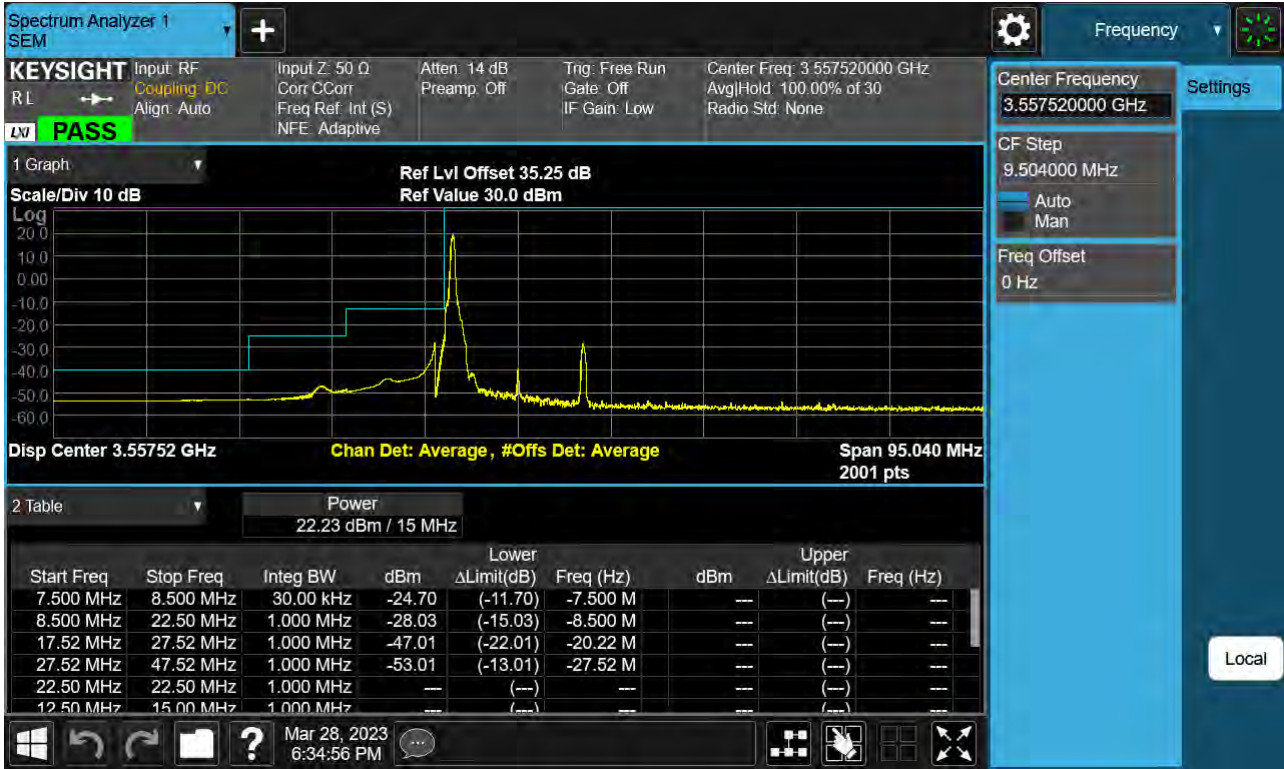 Spectrum Analyzer 1
SEM
+
Frequency
KEYSIGHT
RL
LXI
PASS
Input: RF
Coupling: DC
Align: Auto
Input Z: 50 Ω
Corr CCorr
Freq Ref: Int (S)
NFE: Adaptive
Atten: 14 dB
Preamp: Off
Trig: Free Run
Gate: Off
IF Gain: Low
Center Freq: 3.557520000 GHz
Avg|Hold: 100.00% of 30
Radio Std: None
Center Frequency
3.557520000 GHz
Settings
CF Step
9.504000 MHz
Auto
Man
Freq Offset
0 Hz
1 Graph
Ref Lvl Offset 35.25 dB
Scale/Div 10 dB Ref Value 30.0 dBm
Log
20.0
10.0
0.00
-10.0
-20.0
-30.0
-40.0
-50.0
-60.0
Disp Center 3.55752 GHz Chan Det: Average, #Offs Det: Average Span 95.040 MHz
2001 pts
2 Table
Power
22.23 dBm / 15 MHz
Lower Upper
Start Freq Stop Freq Integ BW dBm ΔLimit(dB) Freq (Hz) dBm ΔLimit(dB) Freq (Hz)
7.500 MHz 8.500 MHz 30.00 kHz -24.70 (-11.70) -7.500 M --- (---) ---
8.500 MHz 22.50 MHz 1.000 MHz -28.03 (-15.03) -8.500 M --- (---) ---
17.52 MHz 27.52 MHz 1.000 MHz -47.01 (-22.01) -20.22 M --- (---) ---
27.52 MHz 47.52 MHz 1.000 MHz -53.01 (-13.01) -27.52 M --- (---) ---
22.50 MHz 22.50 MHz 1.000 MHz --- (---) --- --- (---) ---
12.50 MHz 15.00 MHz 1.000 MHz --- (---) --- --- (---) ---
Local
?
Mar 28, 2023
6:34:56 PM